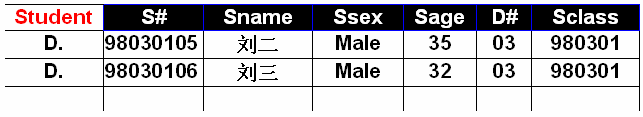 Student S# Sname Ssex Sage D# Sclass
D. 98030105 刘二 Male 35 03 980301
D. 98030106 刘三 Male 32 03 980301